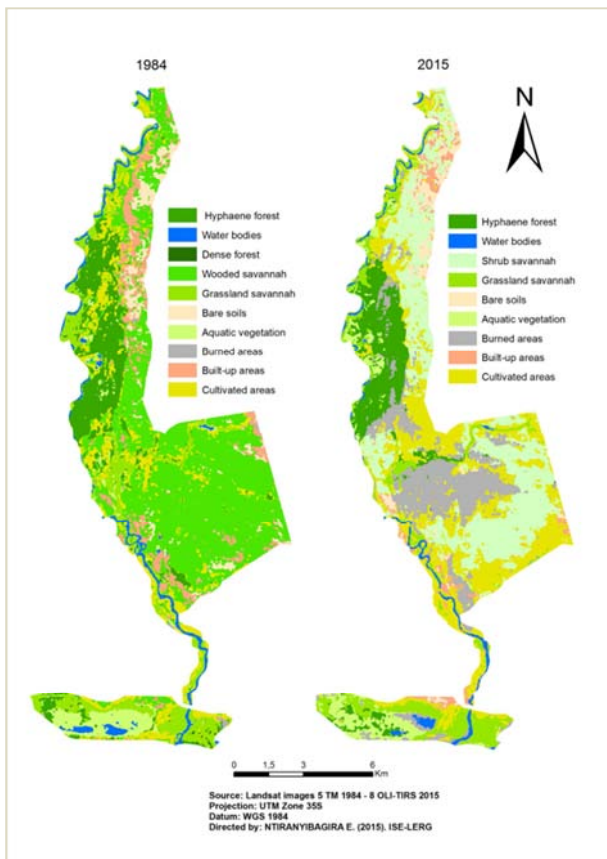 1984
2015
N
Hyphaene forest
Water bodies
Dense forest
Wooded savannah
Grassland savannah
Bare soils
Aquatic vegetation
Burned areas
Built-up areas
Cultivated areas
Hyphaene forest
Water bodies
Shrub savannah
Grassland savannah
Bare soils
Aquatic vegetation
Burned areas
Built-up areas
Cultivated areas
0 1,5 3 6
Km
Source: Landsat images 5 TM 1984 - 8 OLI-TIRS 2015
Projection: UTM Zone 35S
Datum: WGS 1984
Directed by: NTIRANYIBAGIRA E. (2015). ISE-LERG